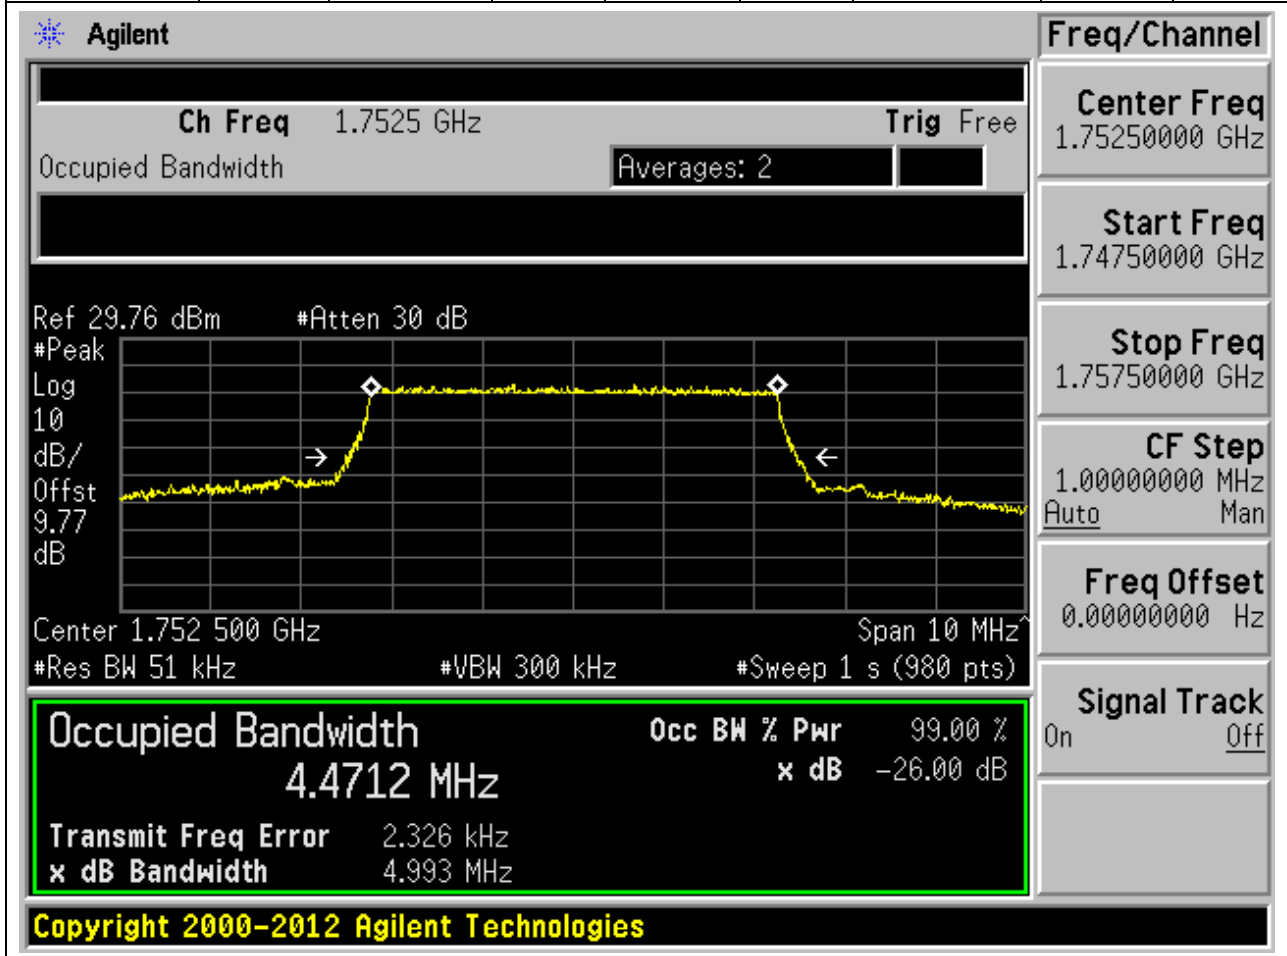 Agilent
Freq/Channel
Ch Freq 1.7525 GHz Trig Free
Occupied Bandwidth Averages: 2
Ref 29.76 dBm #Atten 30 dB
#Peak
Log
10
dB/
Offst
9.77
dB
Center 1.752 500 GHz Span 10 MHz^
#Res BW 51 kHz #VBW 300 kHz #Sweep 1 s (980 pts)
Occupied Bandwidth Occ BW % Pwr 99.00 %
4.4712 MHz x dB -26.00 dB
Transmit Freq Error 2.326 kHz
x dB Bandwidth 4.993 MHz
Copyright 2000-2012 Agilent Technologies
Center Freq
1.75250000 GHz
Start Freq
1.74750000 GHz
Stop Freq
1.75750000 GHz
CF Step
1.00000000 MHz
Auto Man
Freq Offset
0.00000000 Hz
Signal Track
On Off